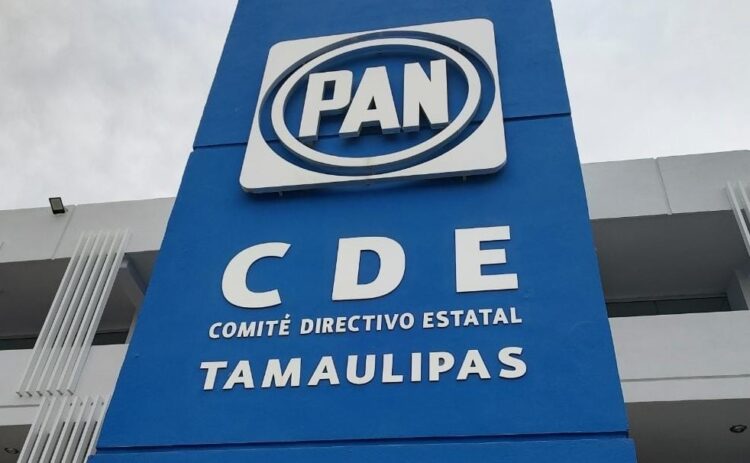 PAN
CDE
COMITÉ DIRECTIVO ESTATAL
TAMAULIPAS